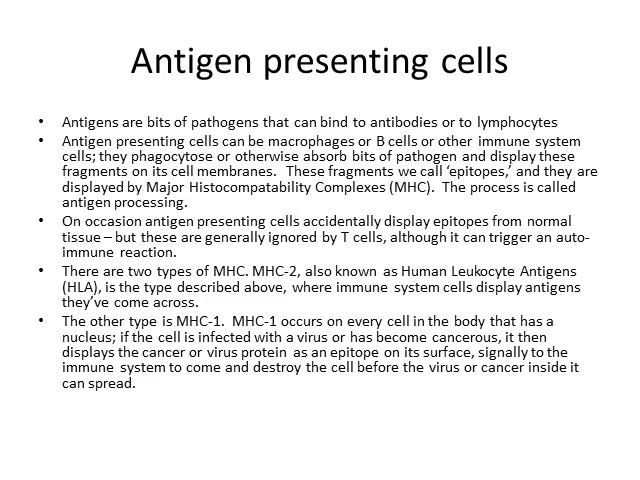 Antigen presenting cells
• Antigens are bits of pathogens that can bind to antibodies or to lymphocytes
• Antigen presenting cells can be macrophages or B cells or other immune system
cells; they phagocytose or otherwise absorb bits of pathogen and display these
fragments on its cell membranes.  These fragments we call ‘epitopes,’ and they are
displayed by Major Histocompatability Complexes (MHC).  The process is called
antigen processing.
• On occasion antigen presenting cells accidentally display epitopes from normal
tissue – but these are generally ignored by T cells, although it can trigger an auto-
immune reaction.
• There are two types of MHC. MHC-2, also known as Human Leukocyte Antigens
(HLA), is the type described above, where immune system cells display antigens
they’ve come across.
• The other type is MHC-1.  MHC-1 occurs on every cell in the body that has a
nucleus; if the cell is infected with a virus or has become cancerous, it then
displays the cancer or virus protein as an epitope on its surface, signally to the
immune system to come and destroy the cell before the virus or cancer inside it
can spread.